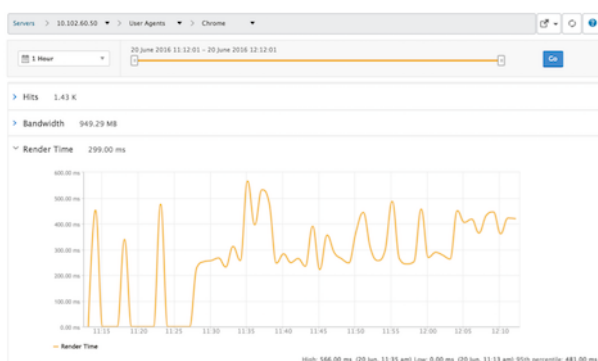 Servers > 10.102.60.50 > User Agents > Chrome
1 Hour
20 June 2016 11:12:01 - 20 June 2016 12:12:01
Go
Hits 1.43 K
Bandwidth 949.29 MB
Render Time 299.00 ms
600.00 ms
500.00 ms
400.00 ms
300.00 ms
200.00 ms
100.00 ms
0.00 ms
11:15 11:20 11:25 11:30 11:35 11:40 11:45 11:50 11:55 12:00 12:05 12:10
Render Time
High: 566.00 ms (20 Jun, 11:35 am) Low: 0.00 ms (20 Jun, 11:13 am) 95th percentile: 481.00 ms